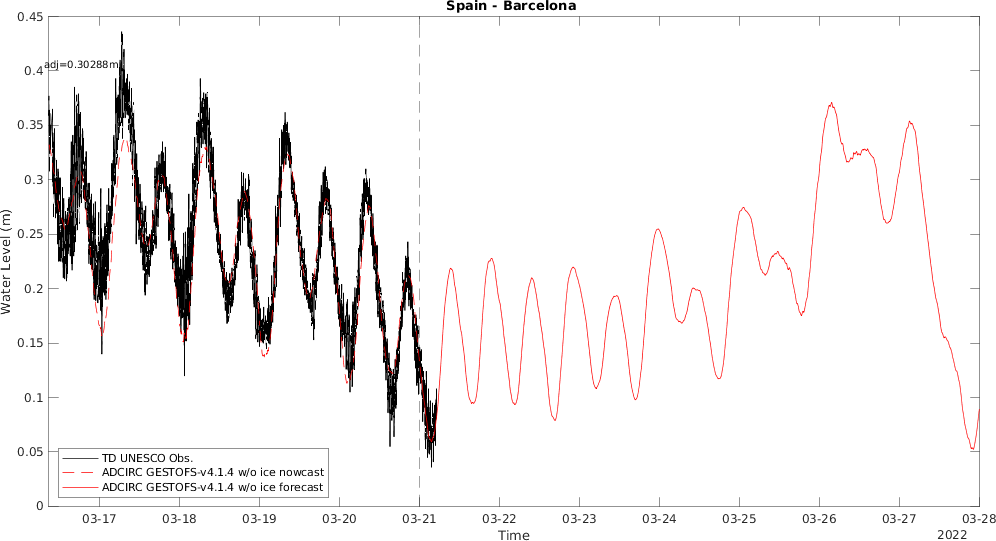 Spain - Barcelona
0.45
0.4
0.35
0.3
0.25
0.2
0.15
0.1
0.05
0
Water Level (m)
adj=0.30288m
TD UNESCO Obs.
ADCIRC GESTOFS-v4.1.4 w/o ice nowcast
ADCIRC GESTOFS-v4.1.4 w/o ice forecast
03-17 03-18 03-19 03-20 03-21 03-22 03-23 03-24 03-25 03-26 03-27 03-28
Time
2022